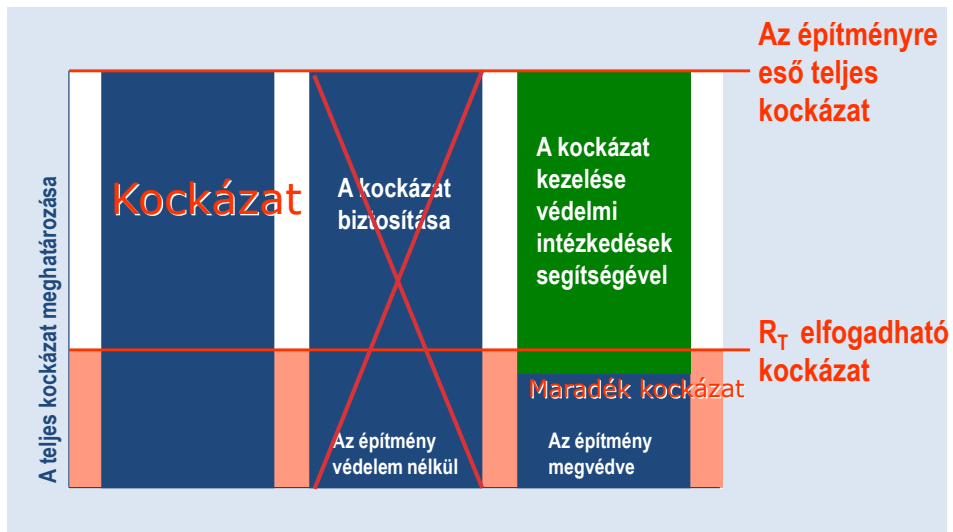 Az építményre
eső teljes
kockázat
A teljes kockázat meghatározása
Kockázat
A kockázat
biztosítása
A kockázat
kezelése
védelmi
intézkedések
segítségével
R_T elfogadható
kockázat
Maradék kockázat
Az építmény
védelem nélkül
Az építmény
megvédve